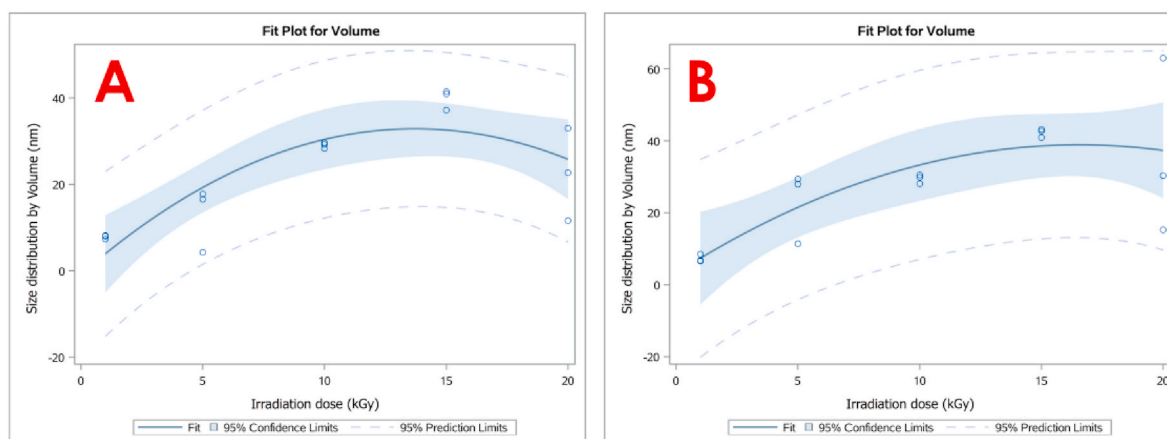 Fit Plot for Volume
A
Size distribution by Volume (nm)
40
20
0
-20
0 5 10 15 20
Irradiation dose (kGy)
Fit 95% Confidence Limits 95% Prediction Limits
Fit Plot for Volume
B
Size distribution by Volume (nm)
60
40
20
0
-20
0 5 10 15 20
Irradiation dose (kGy)
Fit 95% Confidence Limits 95% Prediction Limits